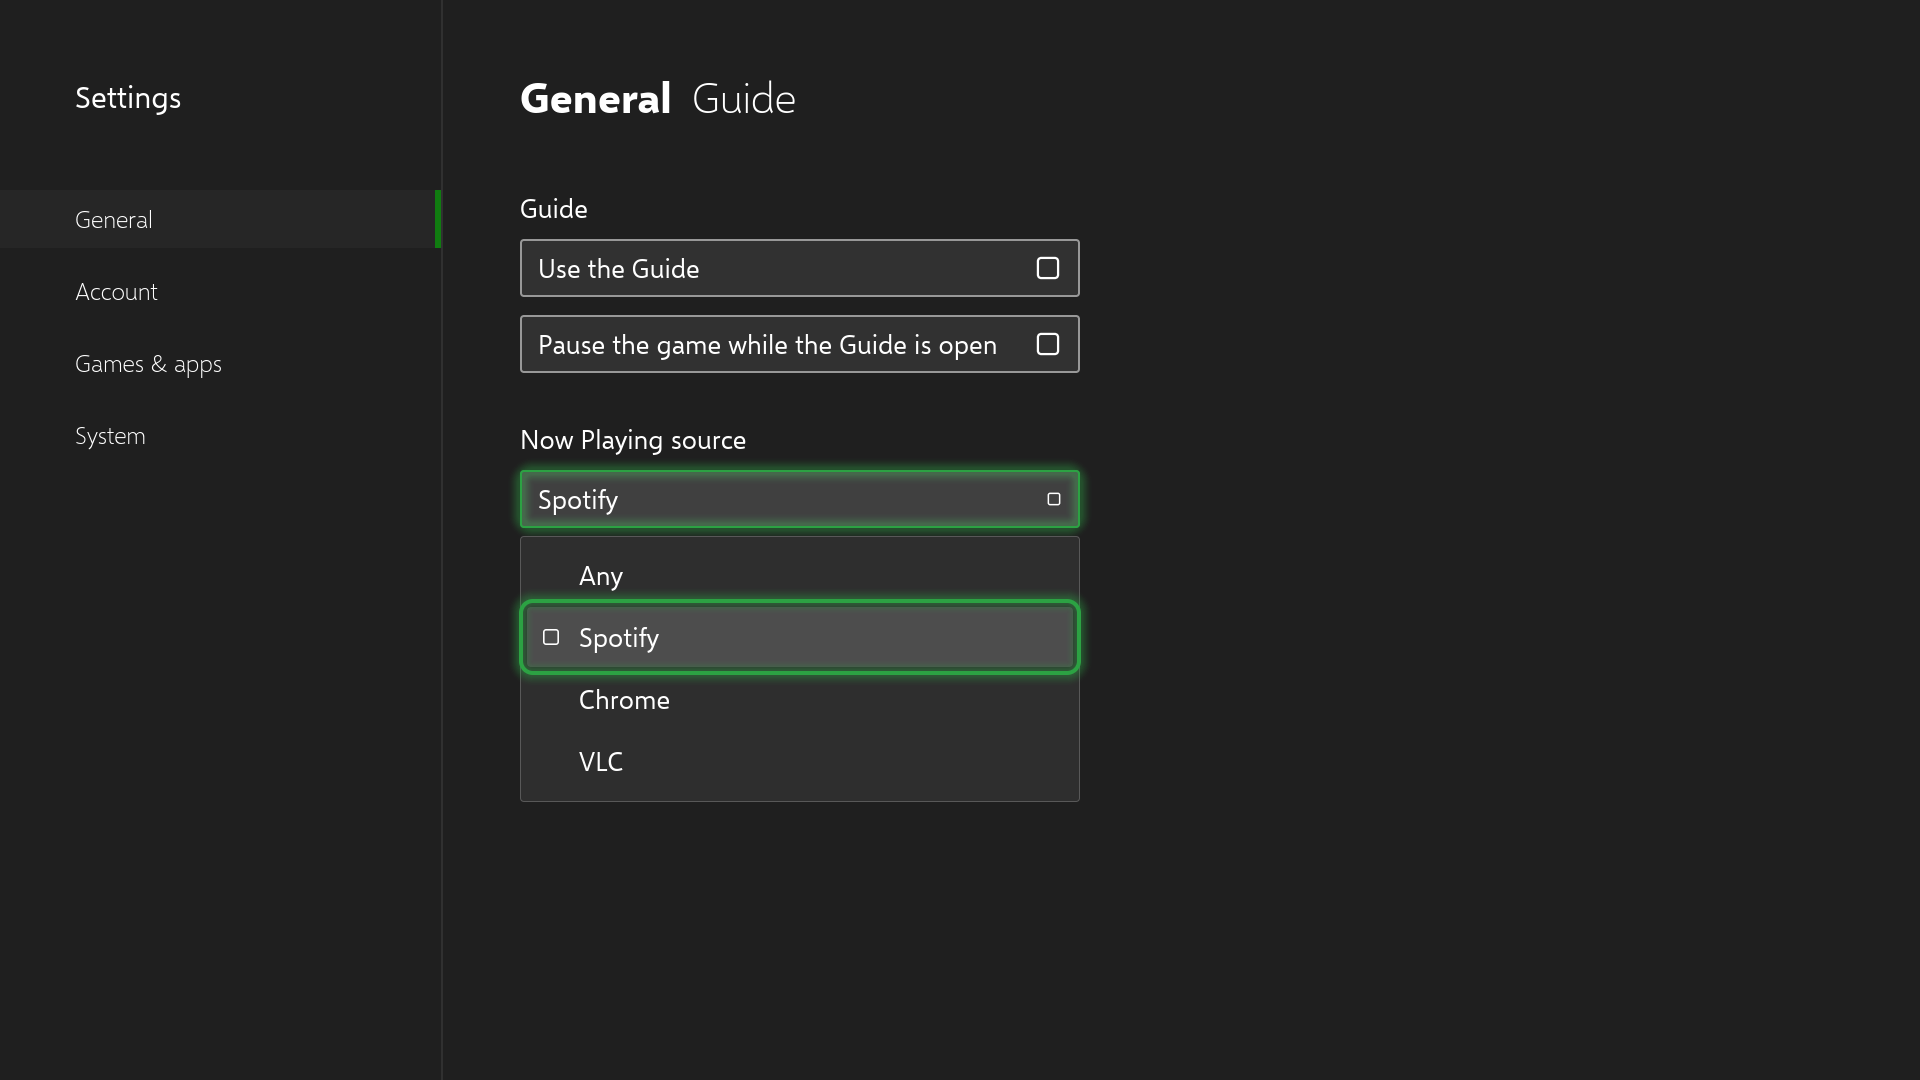 Settings
General
Account
Games & apps
System
General Guide
Guide
Use the Guide
Pause the game while the Guide is open
Now Playing source
Spotify
Any
Spotify
Chrome
VLC